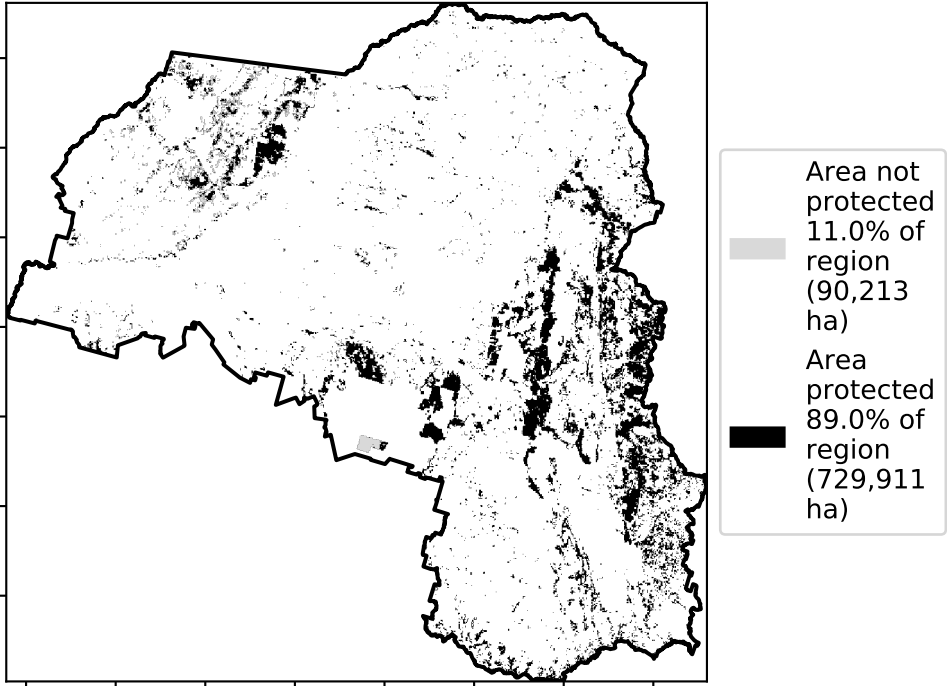 Area not
protected
11.0% of
region
(90,213
ha)
Area
protected
89.0% of
region
(729,911
ha)